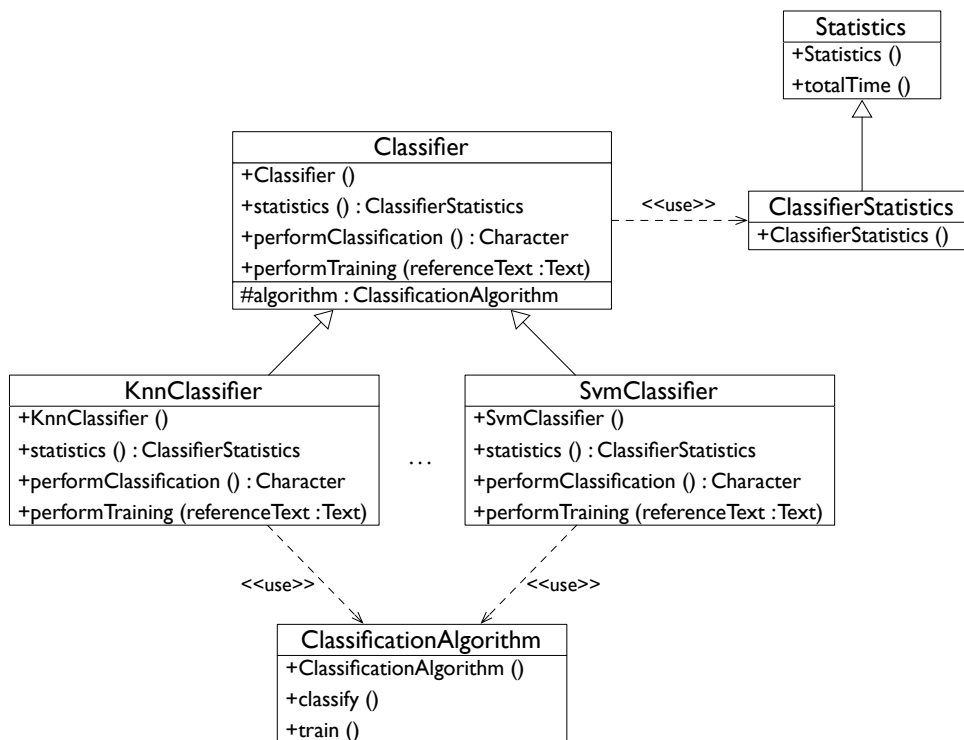 Statistics
+Statistics ()
+totalTime ()
Classifier
+Classifier ()
+statistics () : ClassifierStatistics
+performClassification () : Character
+performTraining (referenceText :Text)
#algorithm : ClassificationAlgorithm
<<use>>
ClassifierStatistics
+ClassifierStatistics ()
KnnClassifier
+KnnClassifier ()
+statistics () : ClassifierStatistics
+performClassification () : Character
+performTraining (referenceText :Text)
...
SvmClassifier
+SvmClassifier ()
+statistics () : ClassifierStatistics
+performClassification () : Character
+performTraining (referenceText :Text)
<<use>>
<<use>>
ClassificationAlgorithm
+ClassificationAlgorithm ()
+classify ()
+train ()